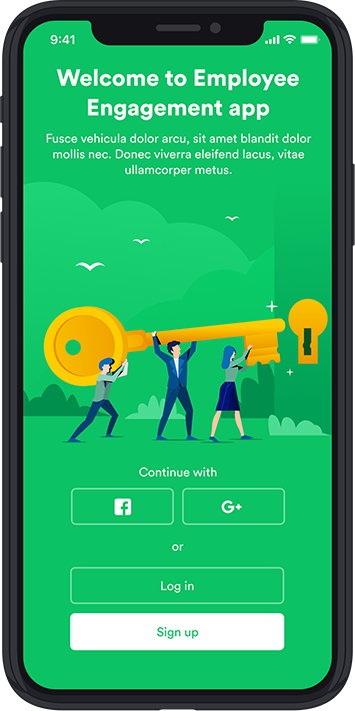 9:41
Welcome to Employee
Engagement app
Fusce vehicula dolor arcu, sit amet blandit dolor
mollis nec. Donec viverra eleifend lacus, vitae
ullamcorper metus.
Continue with
G+
or
Log in
Sign up